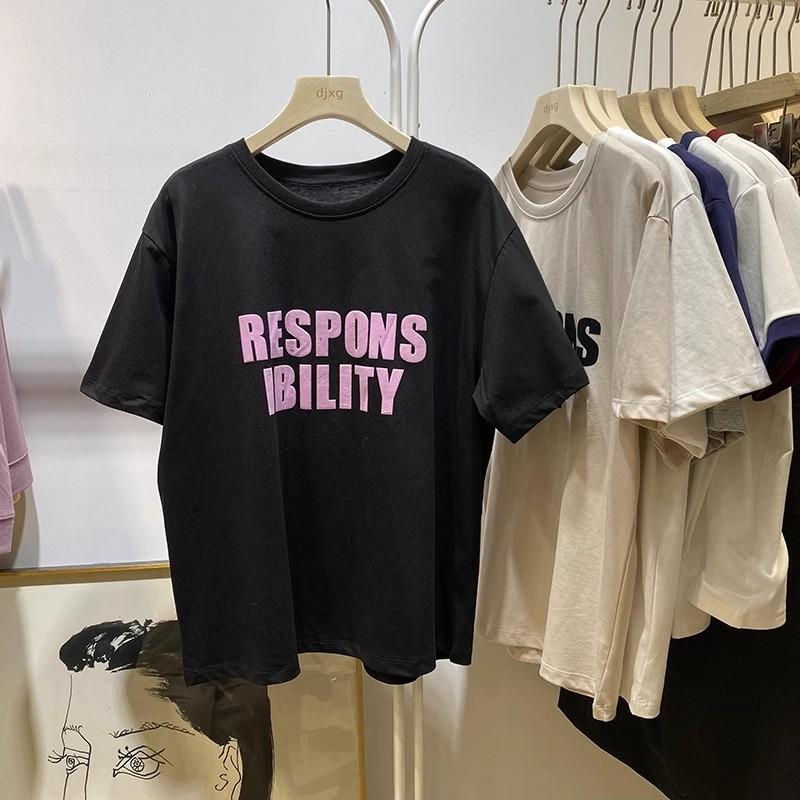 djxg
djxg
RESPONS
IBILITY